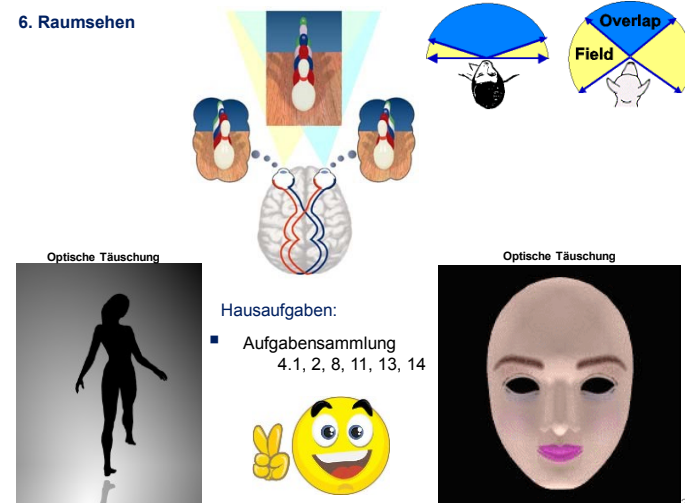 6. Raumsehen
Overlap
Field
Optische Täuschung
Optische Täuschung
Hausaufgaben:
▪ Aufgabensammlung
4.1, 2, 8, 11, 13, 14